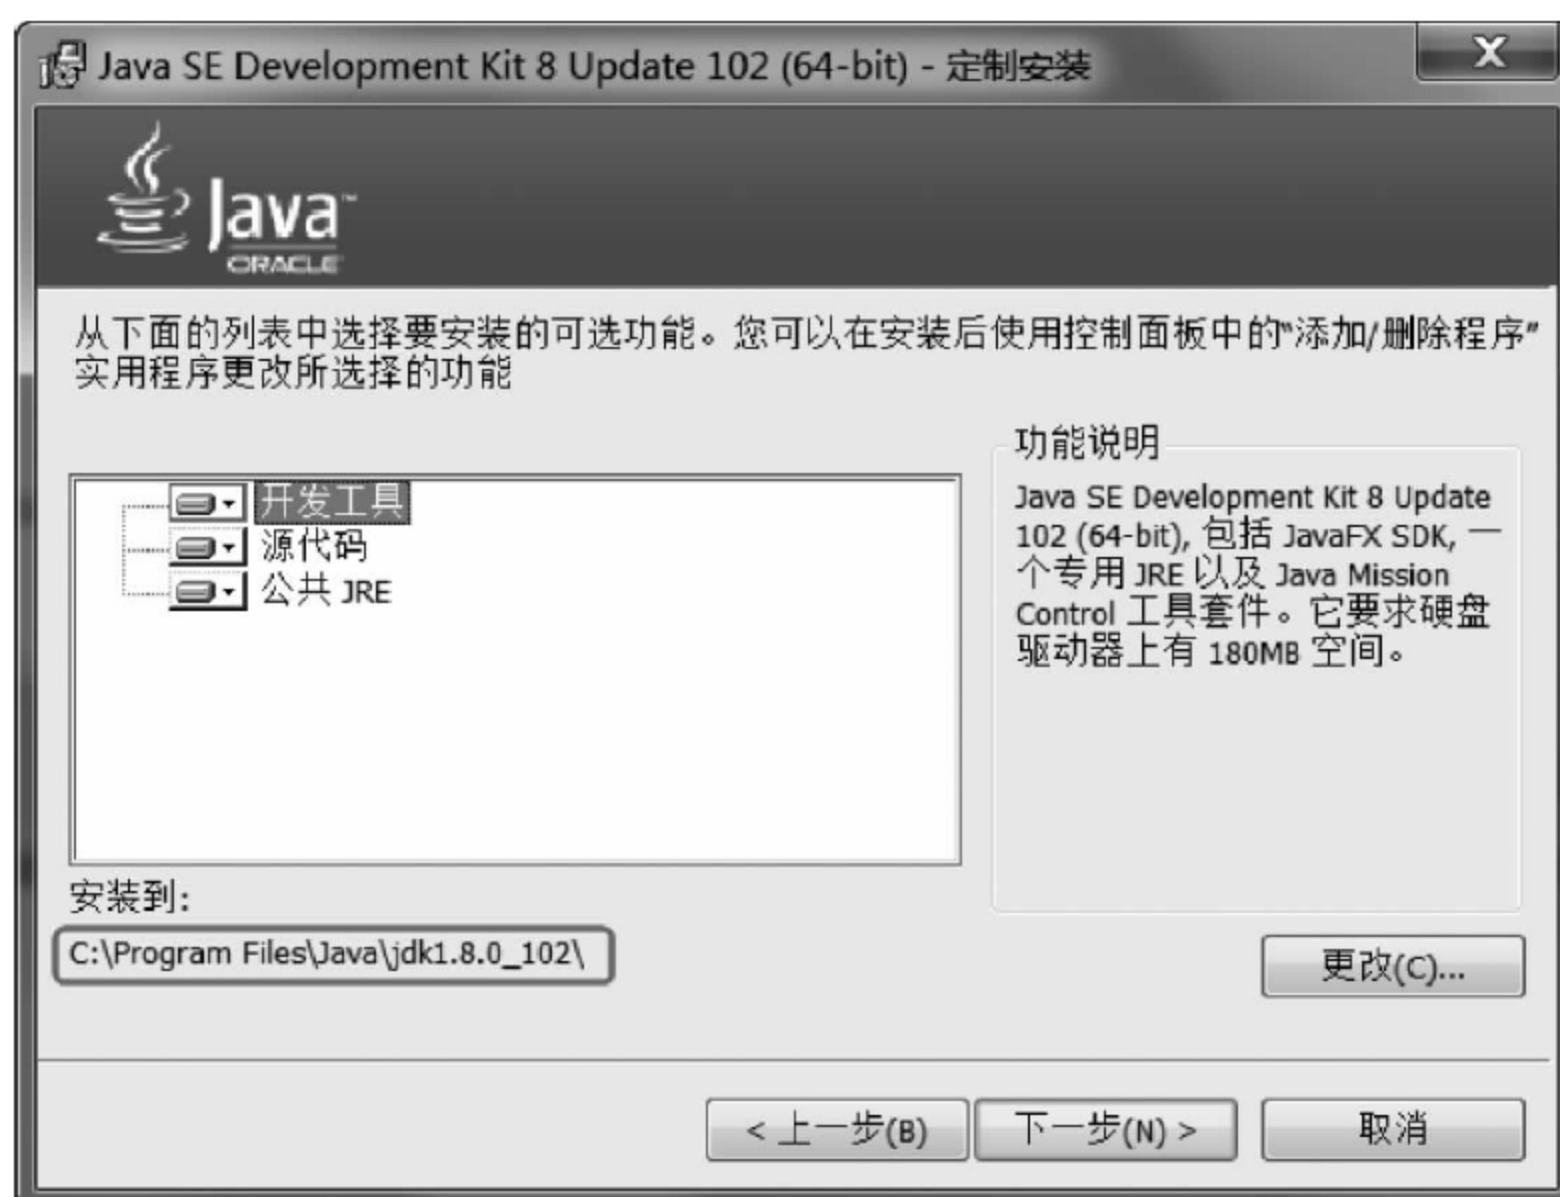 Java SE Development Kit 8 Update 102 (64-bit) - 定制安装
X
Java™
ORACLE
从下面的列表中选择要安装的可选功能。您可以在安装后使用控制面板中的“添加/删除程序”
实用程序更改所选择的功能
开发工具
源代码
公共 JRE
功能说明
Java SE Development Kit 8 Update
102 (64-bit), 包括 JavaFX SDK, 一
个专用 JRE 以及 Java Mission
Control 工具套件。它要求硬盘
驱动器上有 180MB 空间。
安装到:
C:\Program Files\Java\jdk1.8.0_102\
更改(C)...
< 上一步(B)
下一步(N) >
取消